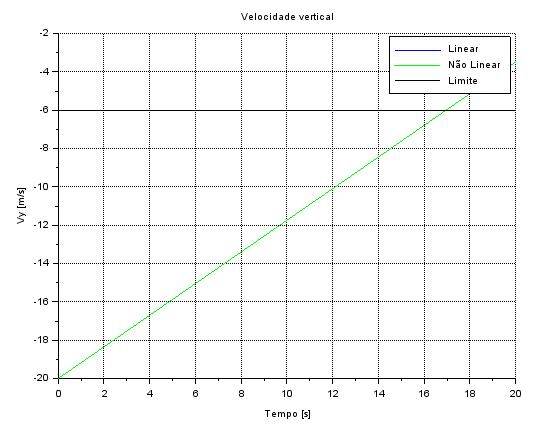 Velocidade vertical
Linear
Não Linear
Limite
-2
-4
-6
-8
-10
-12
-14
-16
-18
-20
Vy [m/s]
0 2 4 6 8 10 12 14 16 18 20
Tempo [s]